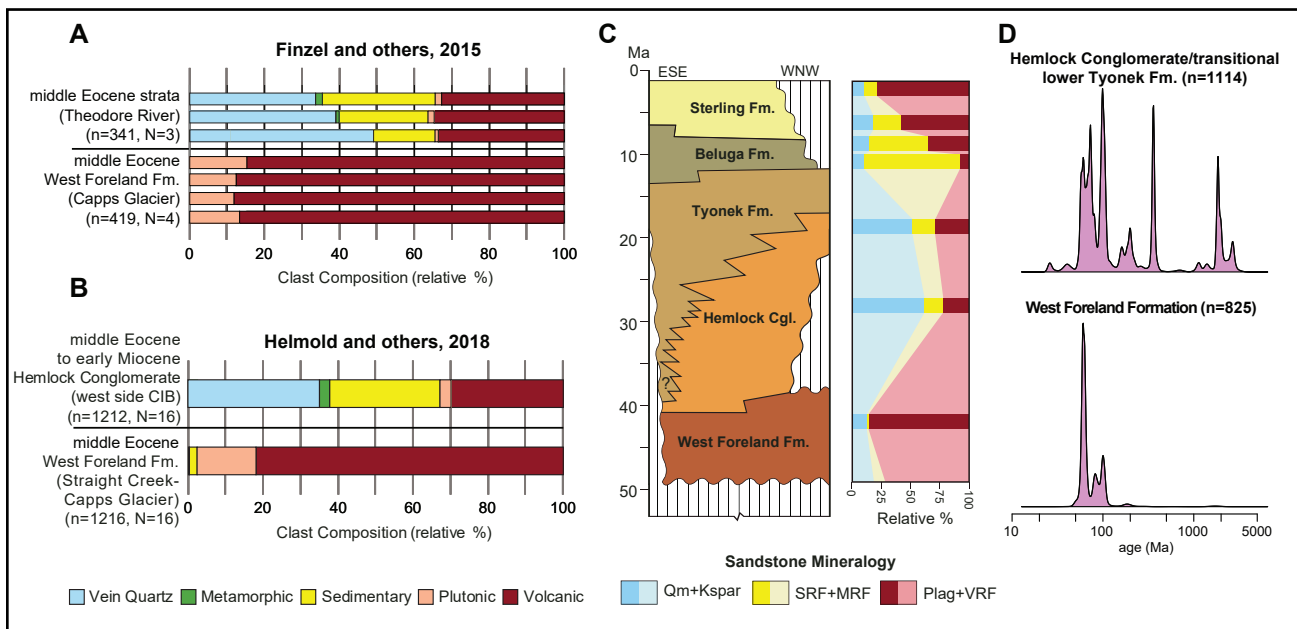 A
Finzel and others, 2015
middle Eocene strata
(Theodore River)
(n=341, N=3)
middle Eocene
West Foreland Fm.
(Capps Glacier)
(n=419, N=4)
0 20 40 60 80 100
Clast Composition (relative %)
B
Helmold and others, 2018
middle Eocene
to early Miocene
Hemlock Conglomerate
(west side CIB)
(n=1212, N=16)
middle Eocene
West Foreland Fm.
(Straight Creek-
Capps Glacier)
(n=1216, N=16)
0 20 40 60 80 100
Clast Composition (relative %)
Vein Quartz Metamorphic Sedimentary Plutonic Volcanic
C
Ma
ESE WNW
0
10
20
30
40
50
Sterling Fm.
Beluga Fm.
Tyonek Fm.
Hemlock Cgl.
?
West Foreland Fm.
0 25 50 75 100
Relative %
Sandstone Mineralogy
Qm+Kspar SRF+MRF Plag+VRF
D
Hemlock Conglomerate/transitional
lower Tyonek Fm. (n=1114)
West Foreland Formation (n=825)
10 100 1000 5000
age (Ma)